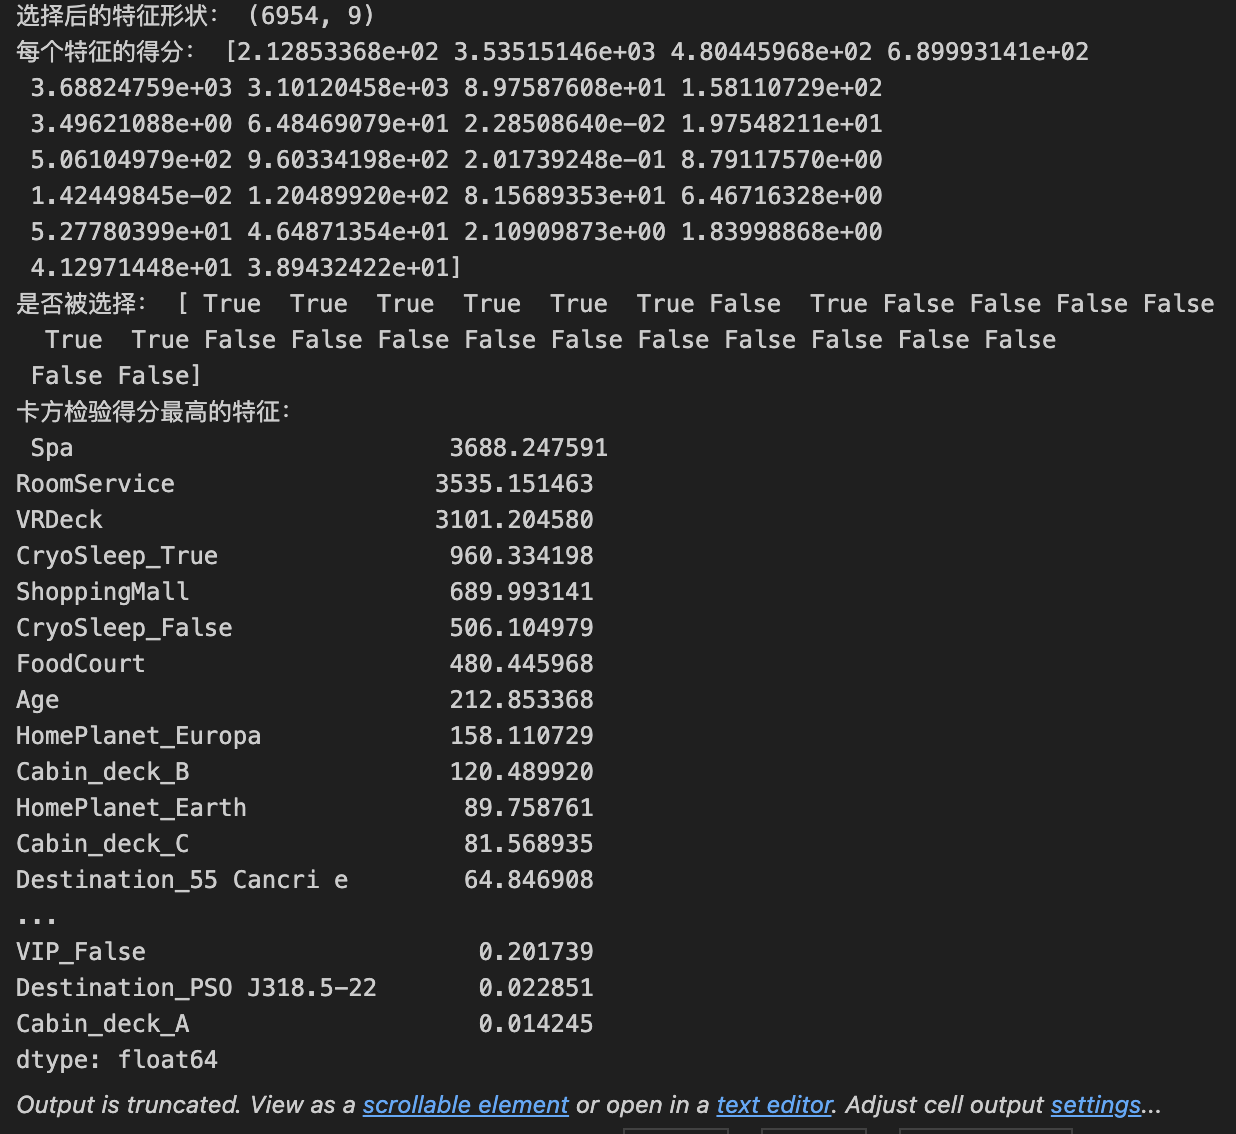 选择后的特征形状： (6954, 9)
每个特征的得分： [2.12853368e+02 3.53515146e+03 4.80445968e+02 6.89993141e+02
 3.68824759e+03 3.10120458e+03 8.97587608e+01 1.58110729e+02
 3.49621088e+00 6.48469079e+01 2.28508640e-02 1.97548211e+01
 5.06104979e+02 9.60334198e+02 2.01739248e-01 8.79117570e+00
 1.42449845e-02 1.20489920e+02 8.15689353e+01 6.46716328e+00
 5.27780399e+01 4.64871354e+01 2.10909873e+00 1.83998868e+00
 4.12971448e+01 3.89432422e+01]
是否被选择： [ True  True  True  True  True  True False  True False False False False
  True  True False False False False False False False False False False
 False False]
卡方检验得分最高的特征：
 Spa                          3688.247591
RoomService                  3535.151463
VRDeck                       3101.204580
CryoSleep_True                960.334198
ShoppingMall                  689.993141
CryoSleep_False               506.104979
FoodCourt                     480.445968
Age                           212.853368
HomePlanet_Europa             158.110729
Cabin_deck_B                  120.489920
HomePlanet_Earth               89.758761
Cabin_deck_C                   81.568935
Destination_55 Cancri e        64.846908
...
VIP_False                       0.201739
Destination_PSO J318.5-22       0.022851
Cabin_deck_A                    0.014245
dtype: float64
Output is truncated. View as a scrollable element or open in a text editor. Adjust cell output settings...